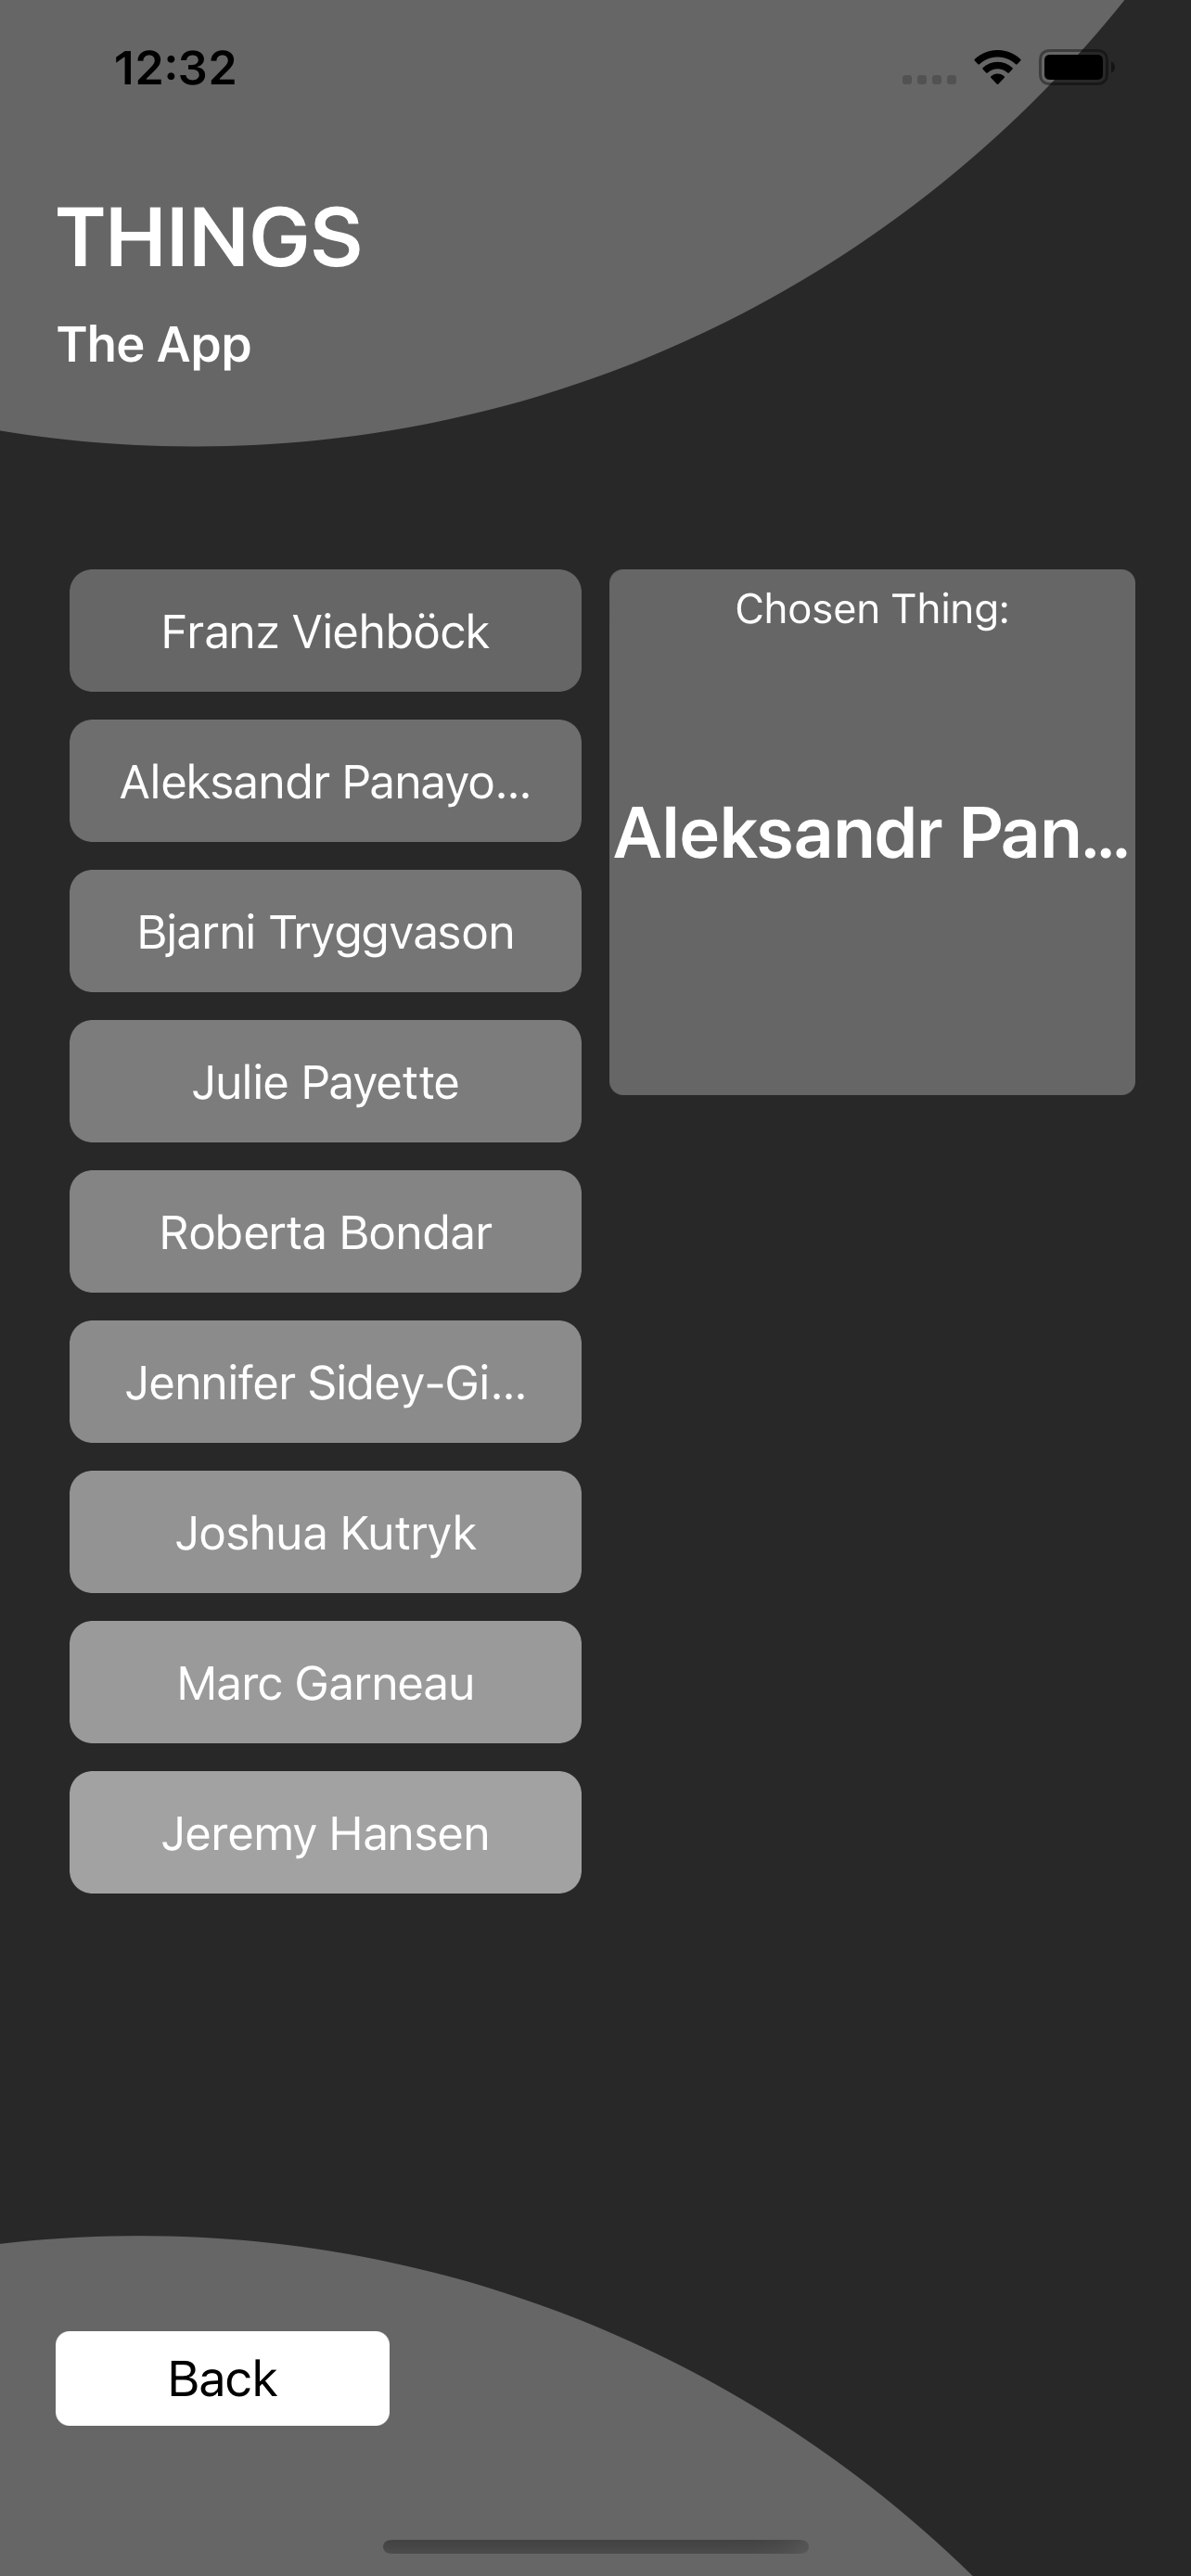 12:32
THINGS
The App
Franz Viehböck
Aleksandr Panayo...
Bjarni Tryggvason
Julie Payette
Roberta Bondar
Jennifer Sidey-Gi...
Joshua Kutryk
Marc Garneau
Jeremy Hansen
Chosen Thing:
Aleksandr Pan...
Back